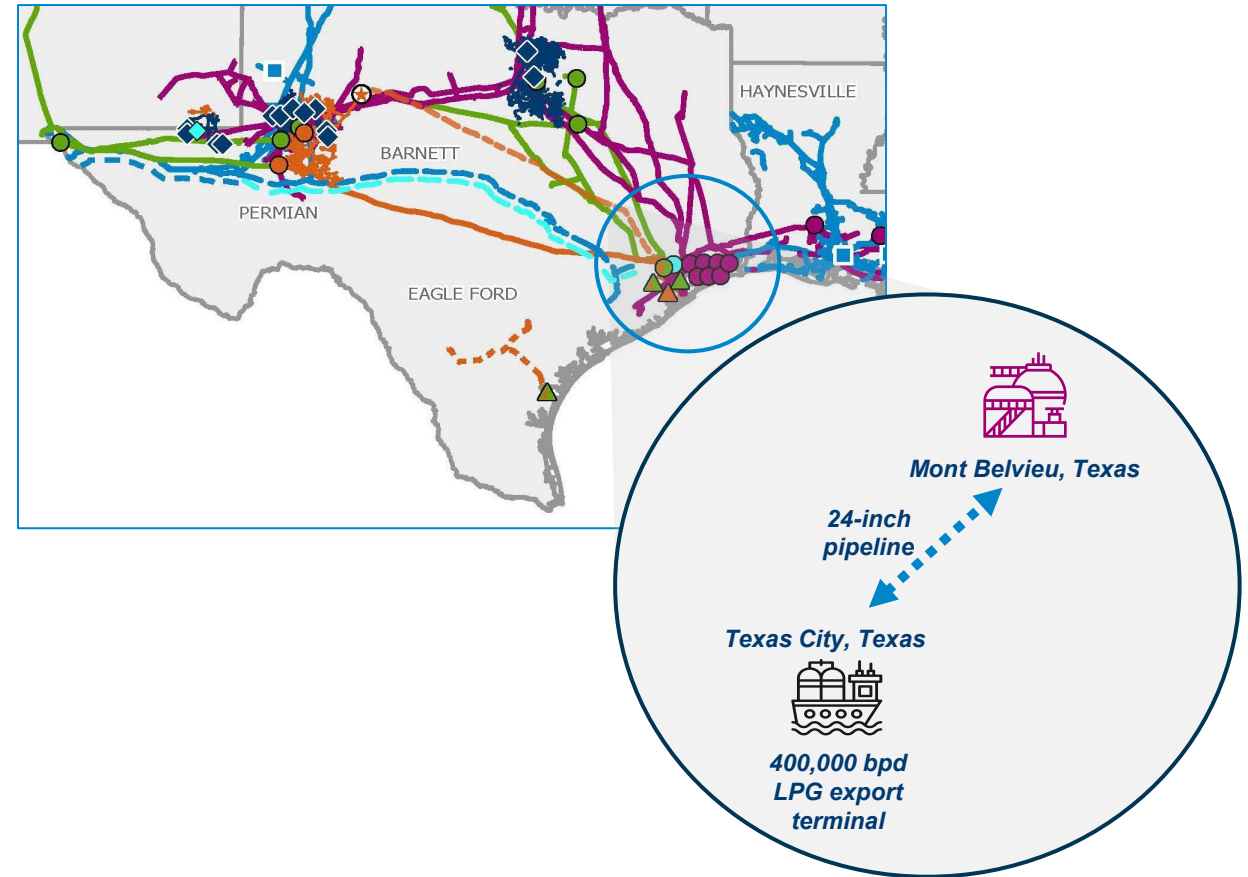 HAYNESVILLE
BARNETT
PERMIAN
EAGLE FORD
Mont Belvieu, Texas
24-inch
pipeline
Texas City, Texas
400,000 bpd
LPG export
terminal